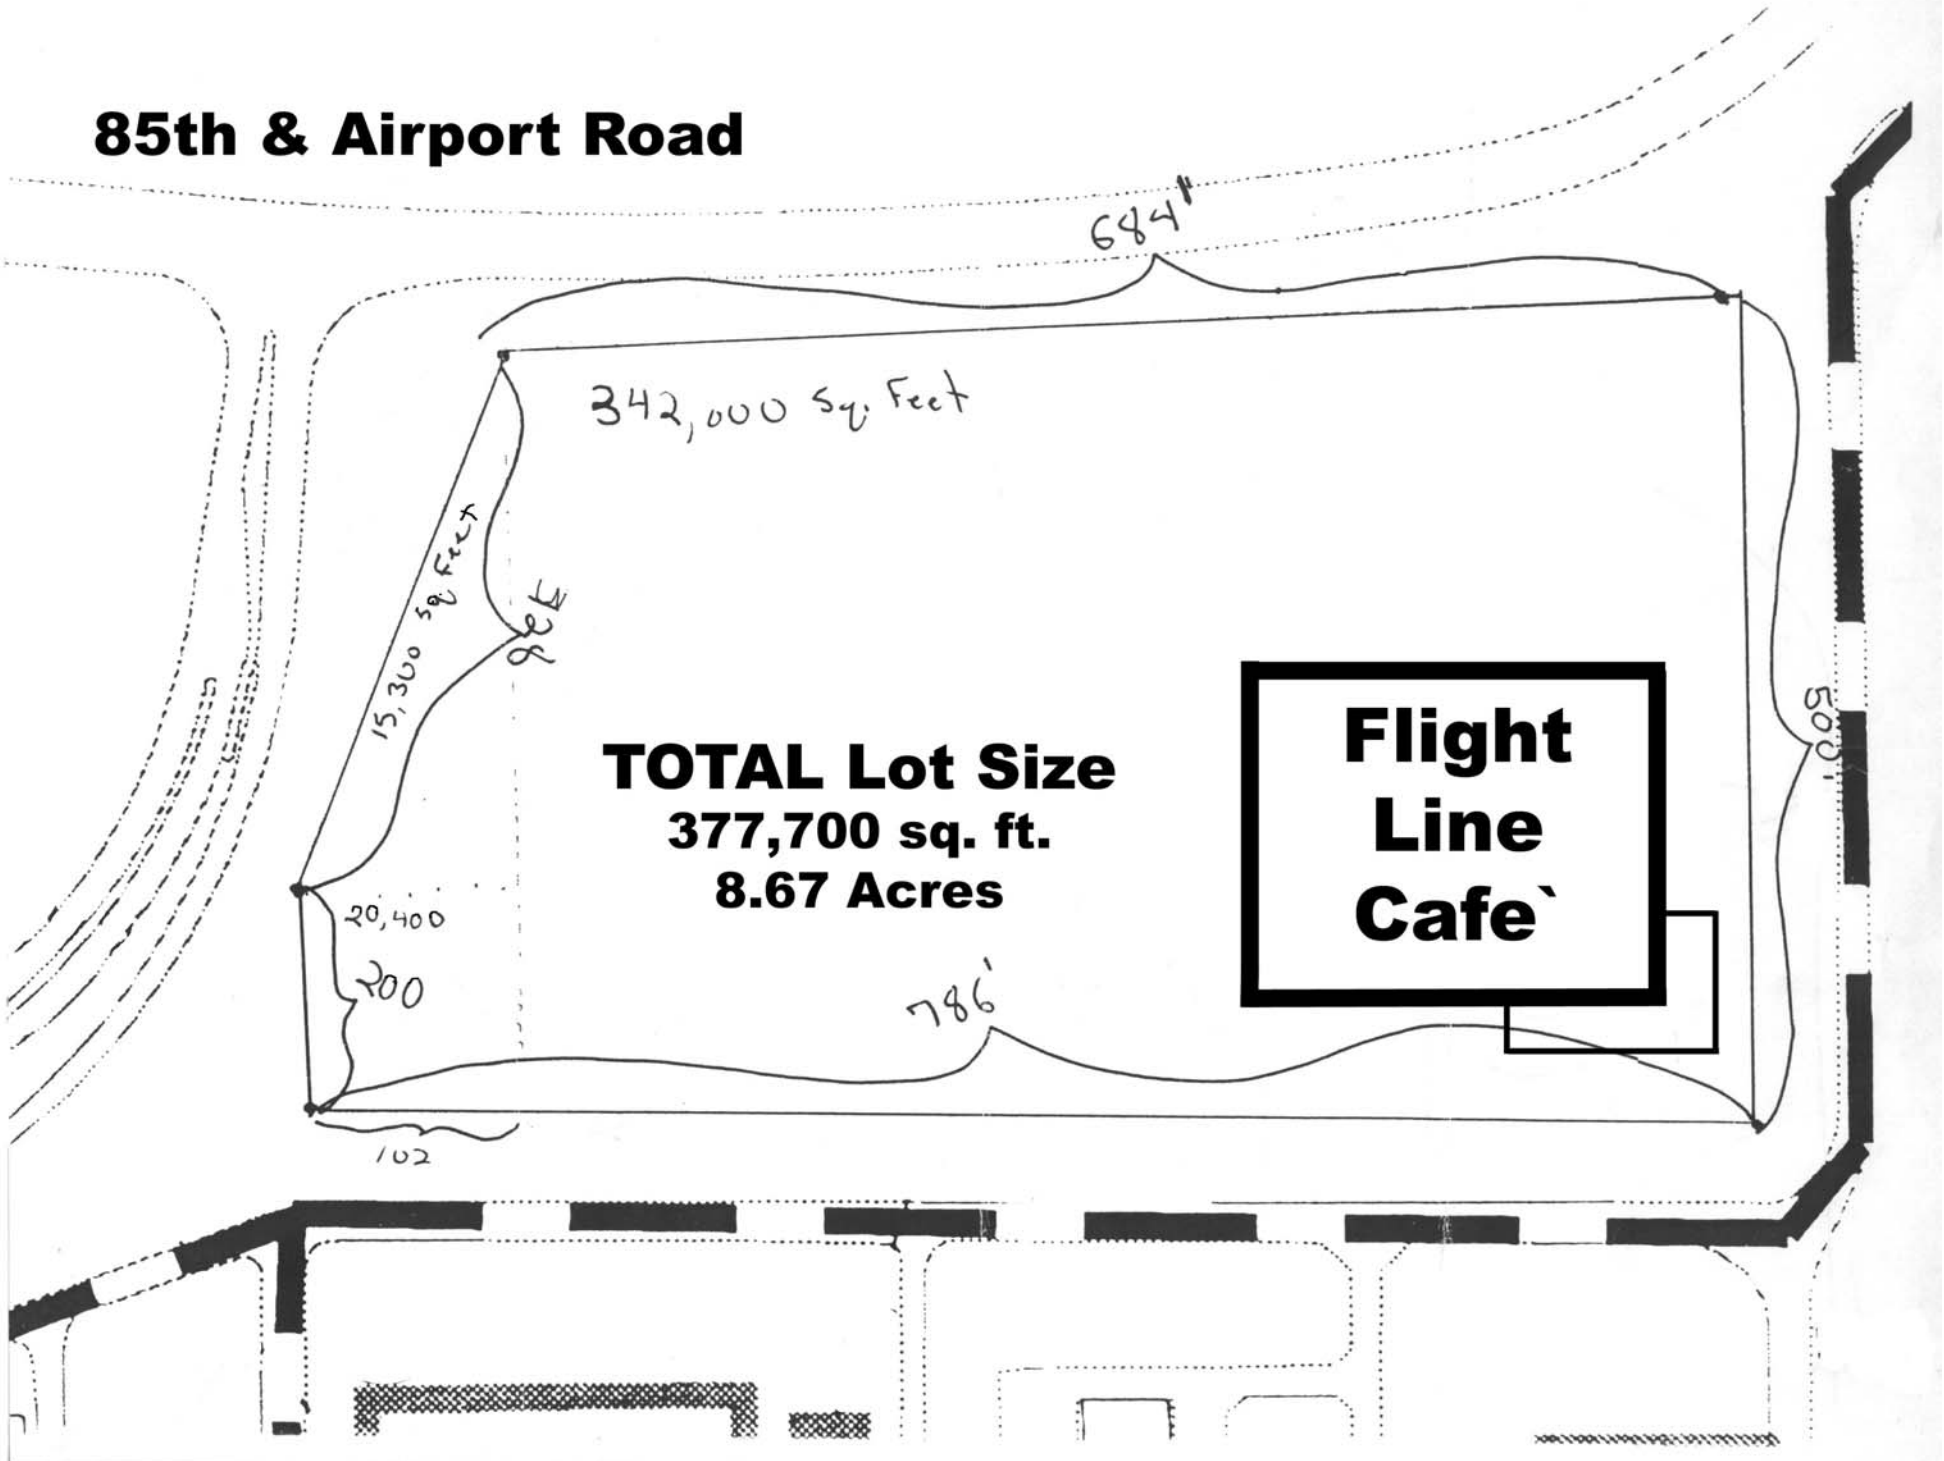 85th & Airport Road
684"
342,000 Sq. Feet
15,300 sq. Feet
500'
TOTAL Lot Size
377,700 sq. ft.
8.67 Acres
Flight
Line
Cafe`
20,400
200
786'
102